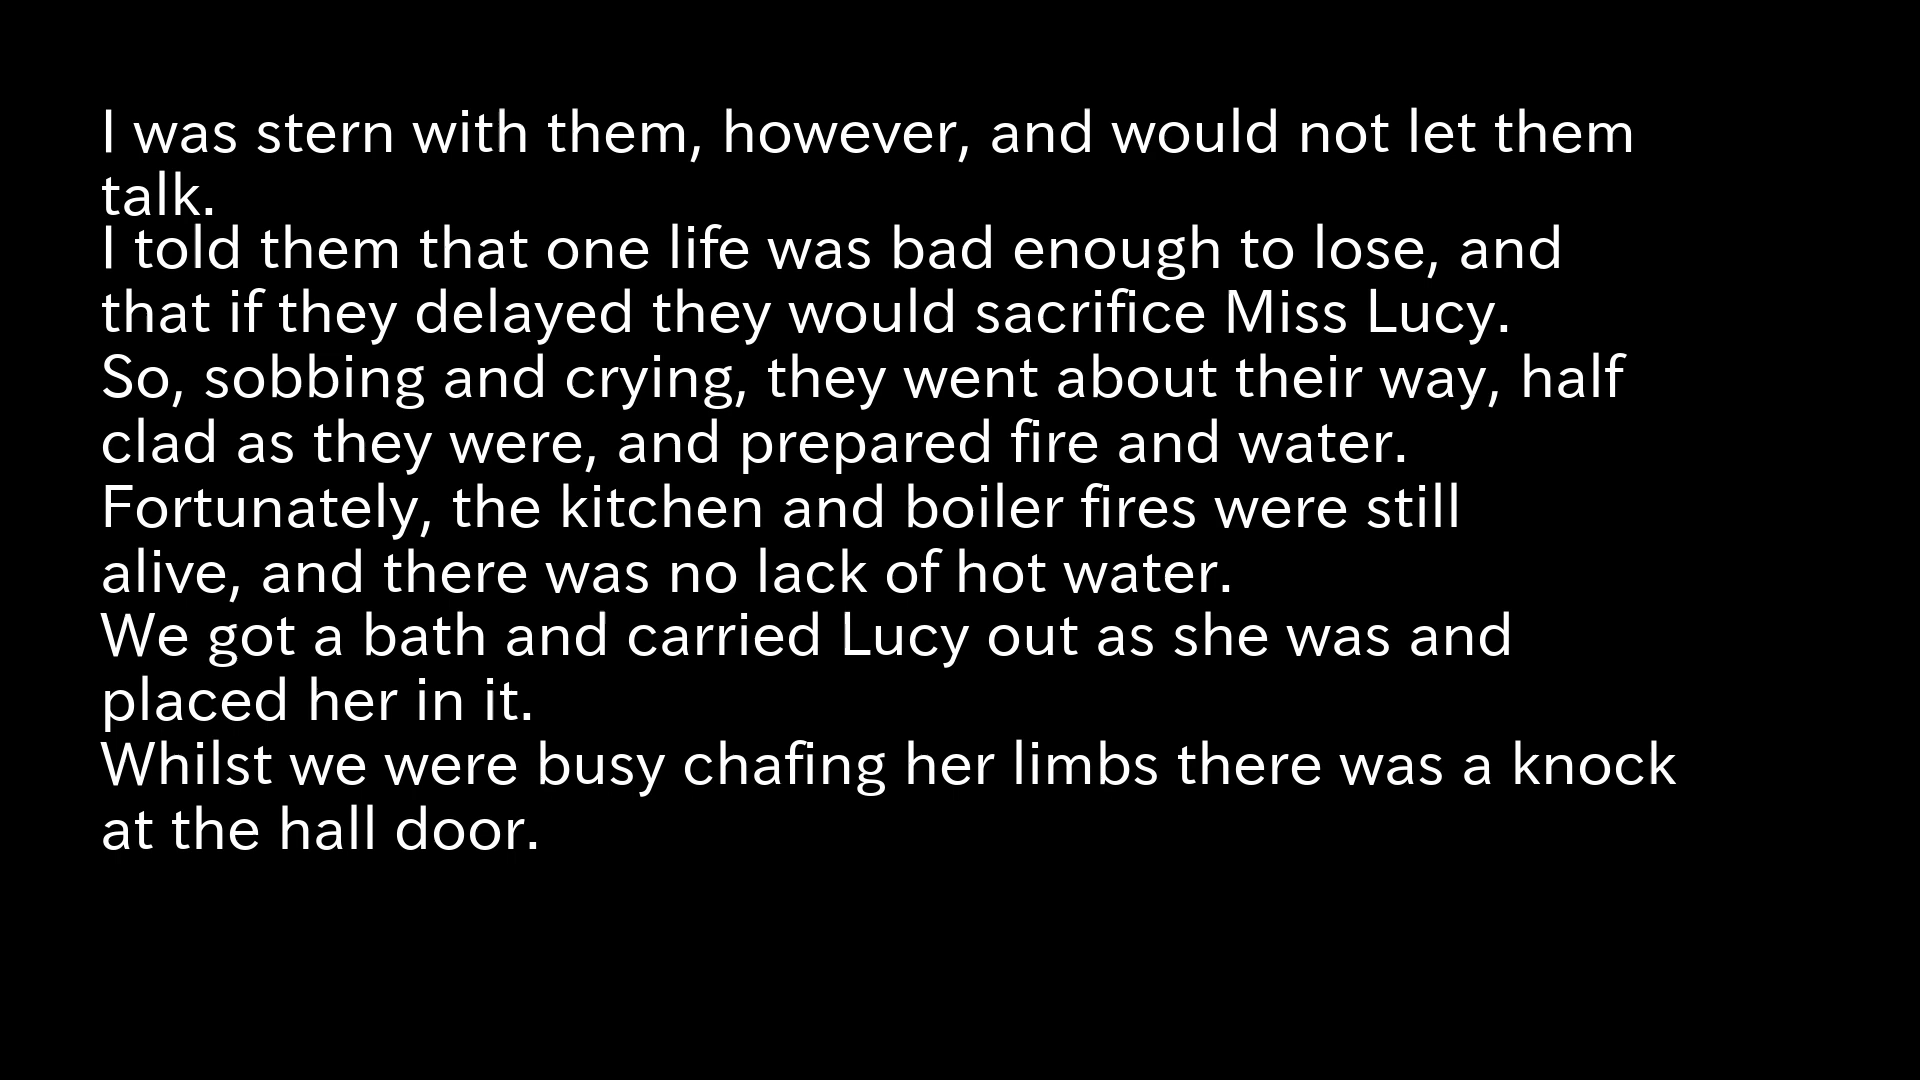 I was stern with them, however, and would not let them
talk.
I told them that one life was bad enough to lose, and
that if they delayed they would sacrifice Miss Lucy.
So, sobbing and crying, they went about their way, half
clad as they were, and prepared fire and water.
Fortunately, the kitchen and boiler fires were still
alive, and there was no lack of hot water.
We got a bath and carried Lucy out as she was and
placed her in it.
Whilst we were busy chafing her limbs there was a knock
at the hall door.